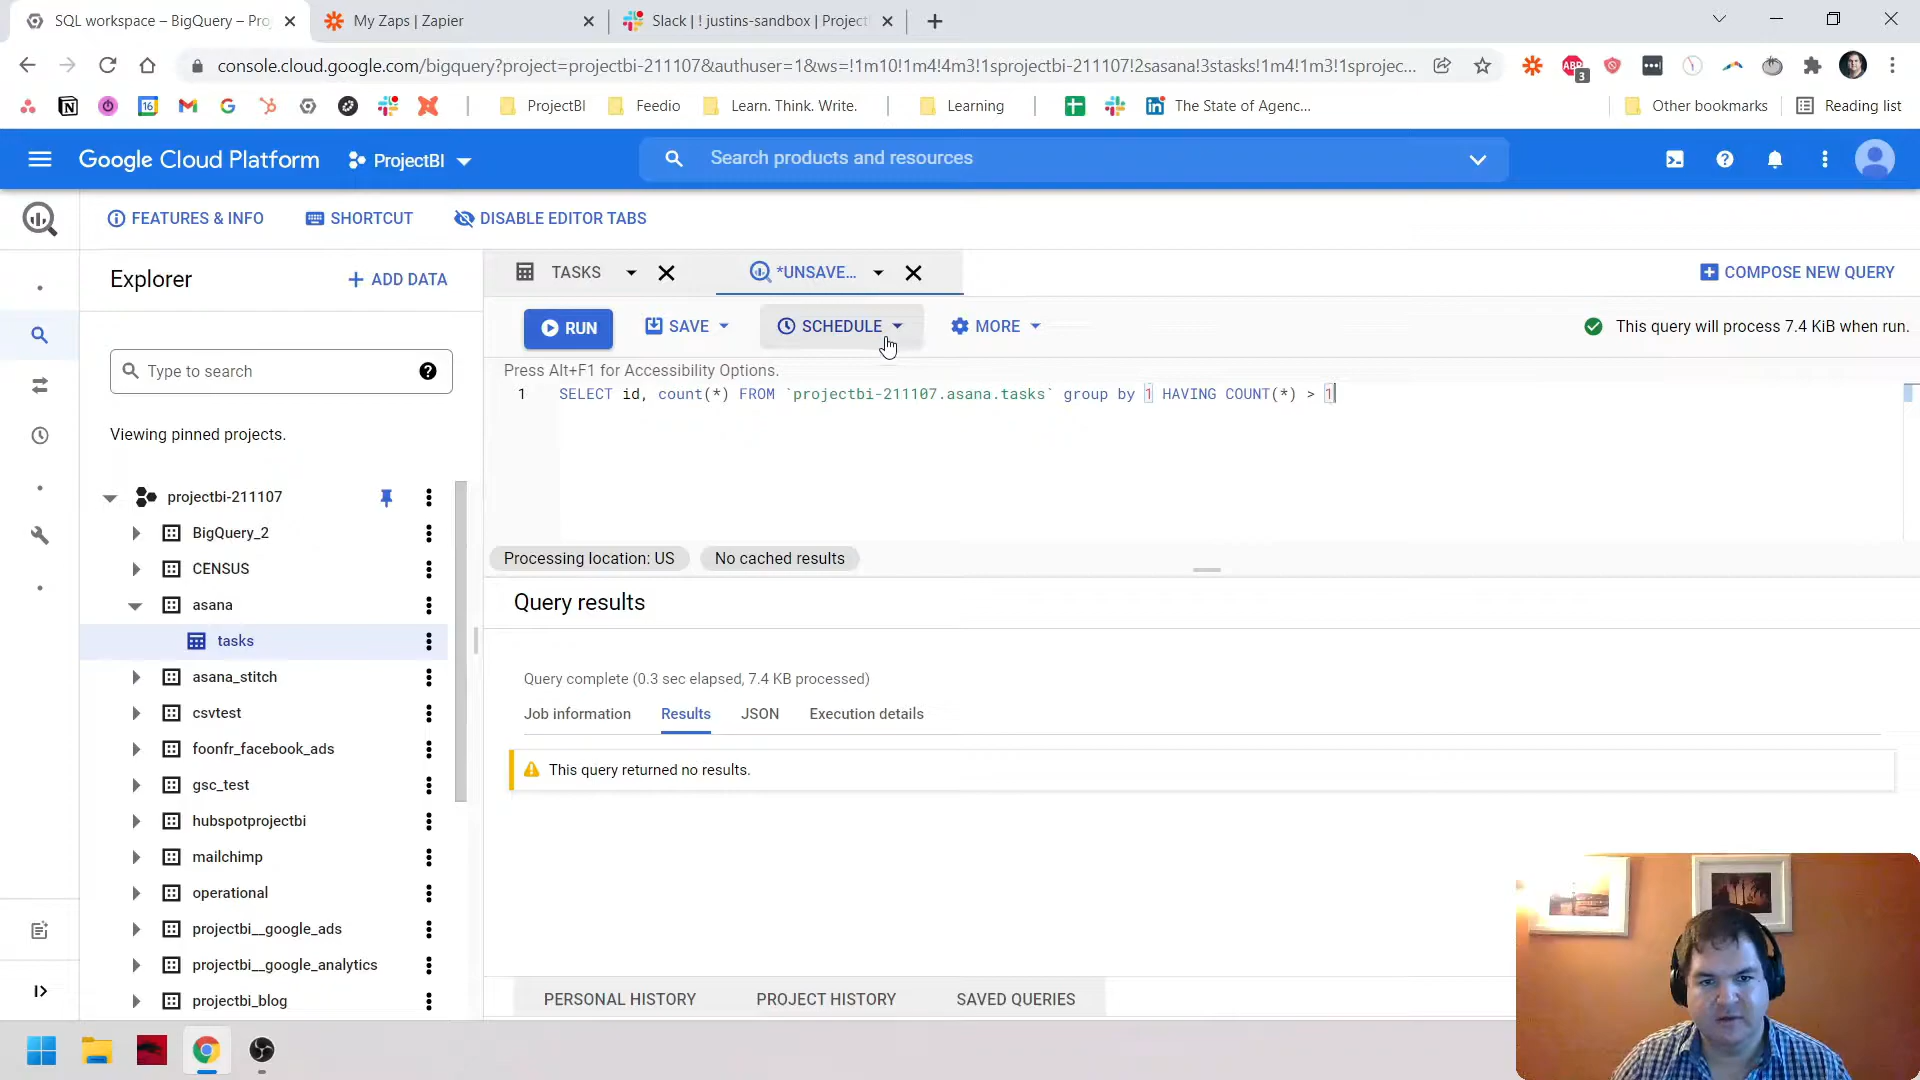 SQL workspace – BigQuery – Pro
My Zaps | Zapier
Slack | ! justins-sandbox | Project
console.cloud.google.com/bigquery?project=projectbi-211107&authuser=1&ws=!1m10!1m4!4m3!1sprojectbi-211107!2sasana!3stasks!1m4!1m3!1sprojec...
ABP
3
16
ProjectBI
Feedio
Learn. Think. Write.
Learning
The State of Agenc...
Other bookmarks
Reading list
Google Cloud Platform
ProjectBI
Search products and resources
FEATURES & INFO
SHORTCUT
DISABLE EDITOR TABS
Explorer
ADD DATA
TASKS
*UNSAVE...
COMPOSE NEW QUERY
RUN
SAVE
SCHEDULE
MORE
This query will process 7.4 KiB when run.
Type to search
Press Alt+F1 for Accessibility Options.
1 SELECT id, count(*) FROM `projectbi-211107.asana.tasks` group by 1 HAVING COUNT(*) > 1
Viewing pinned projects.
projectbi-211107
BigQuery_2
CENSUS
asana
tasks
asana_stitch
csvtest
foonfr_facebook_ads
gsc_test
hubspotprojectbi
mailchimp
operational
projectbi__google_ads
projectbi__google_analytics
projectbi_blog
Processing location: US
No cached results
Query results
Query complete (0.3 sec elapsed, 7.4 KB processed)
Job information
Results
JSON
Execution details
This query returned no results.
PERSONAL HISTORY
PROJECT HISTORY
SAVED QUERIES